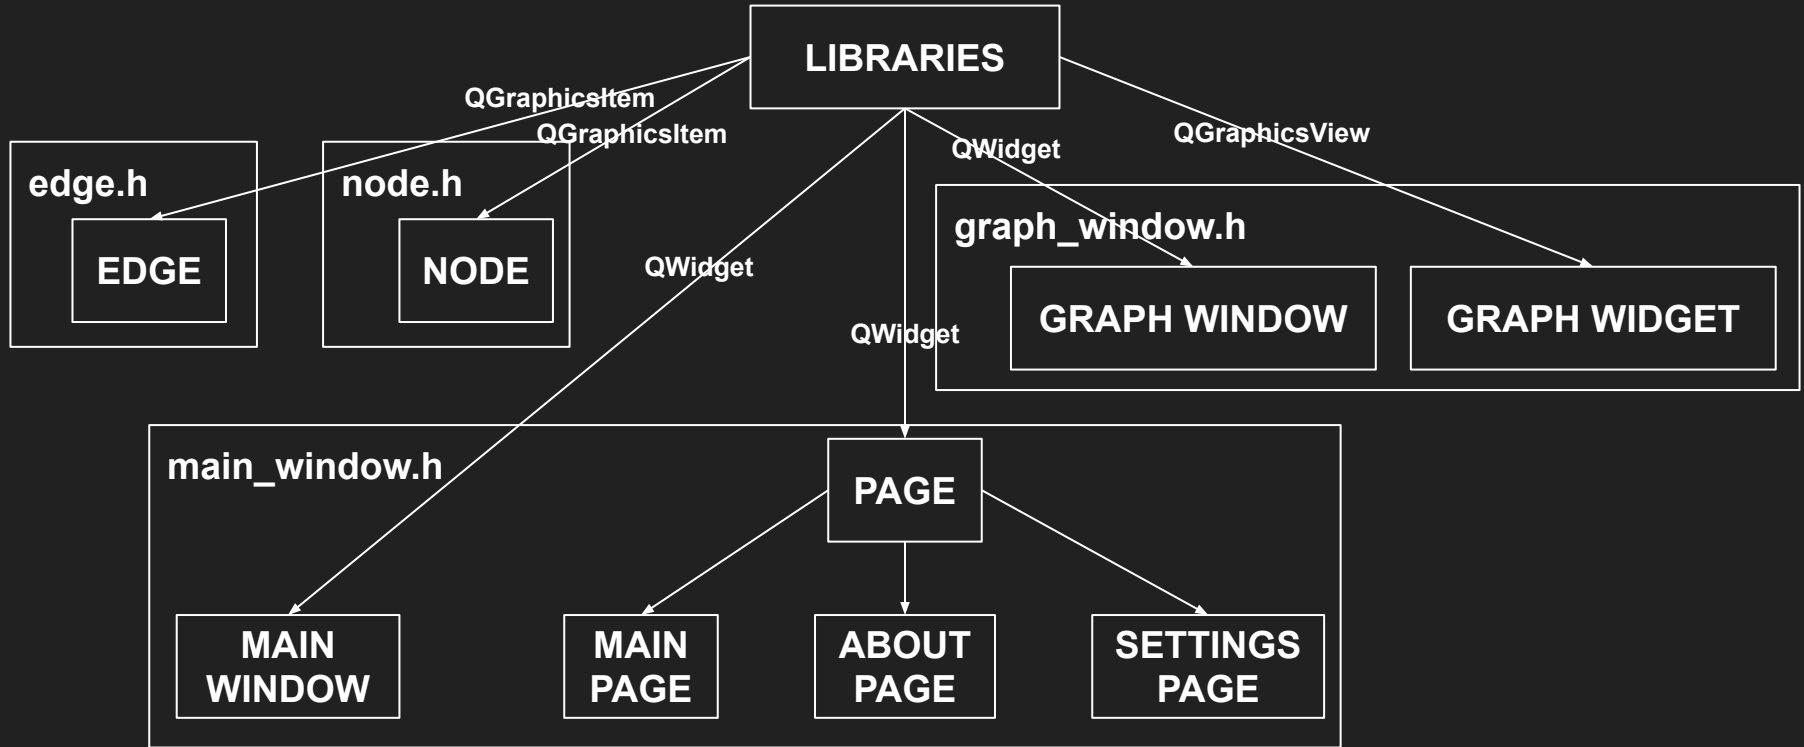 LIBRARIES
QGraphicsItem
QGraphicsItem
QGraphicsView
QWidget
edge.h
node.h
graph_window.h
EDGE
NODE
QWidget
GRAPH WINDOW
GRAPH WIDGET
QWidget
main_window.h
PAGE
MAIN
WINDOW
MAIN
PAGE
ABOUT
PAGE
SETTINGS
PAGE